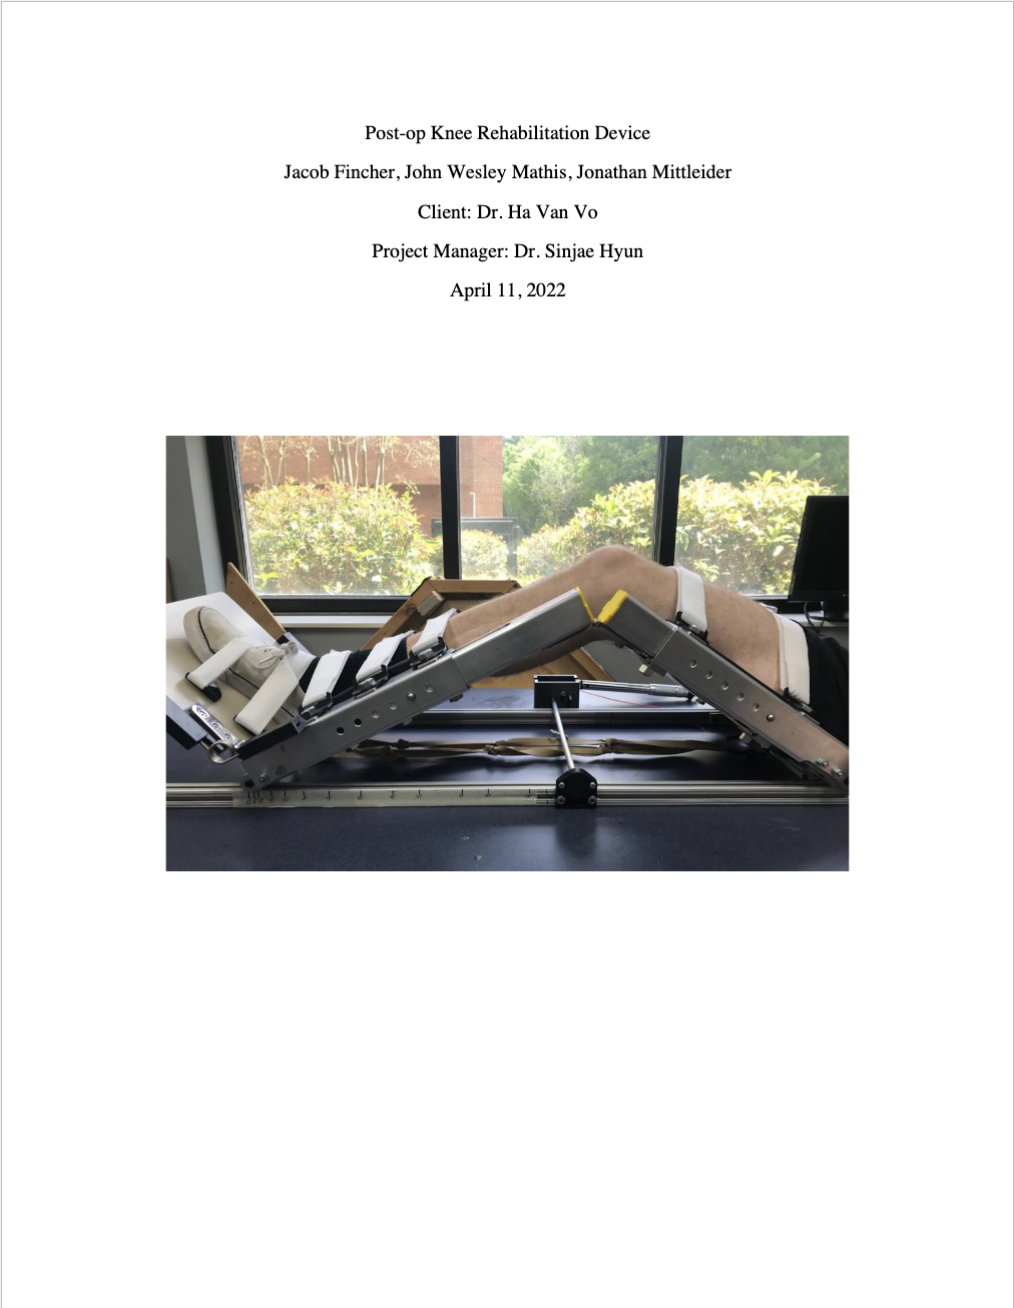 Post-op Knee Rehabilitation Device
Jacob Fincher, John Wesley Mathis, Jonathan Mittleider
Client: Dr. Ha Van Vo
Project Manager: Dr. Sinjae Hyun
April 11, 2022